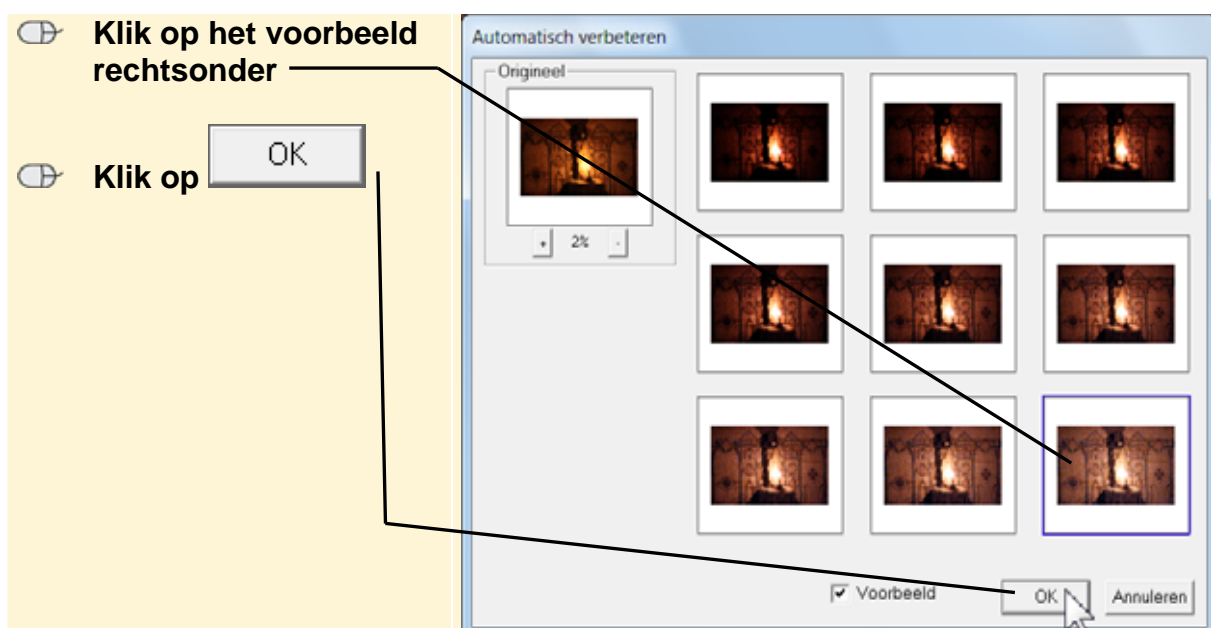 Klik op het voorbeeld
rechtsonder
Klik op OK
Automatisch verbeteren
Origineel
+ 2% -
Voorbeeld
OK
Annuleren